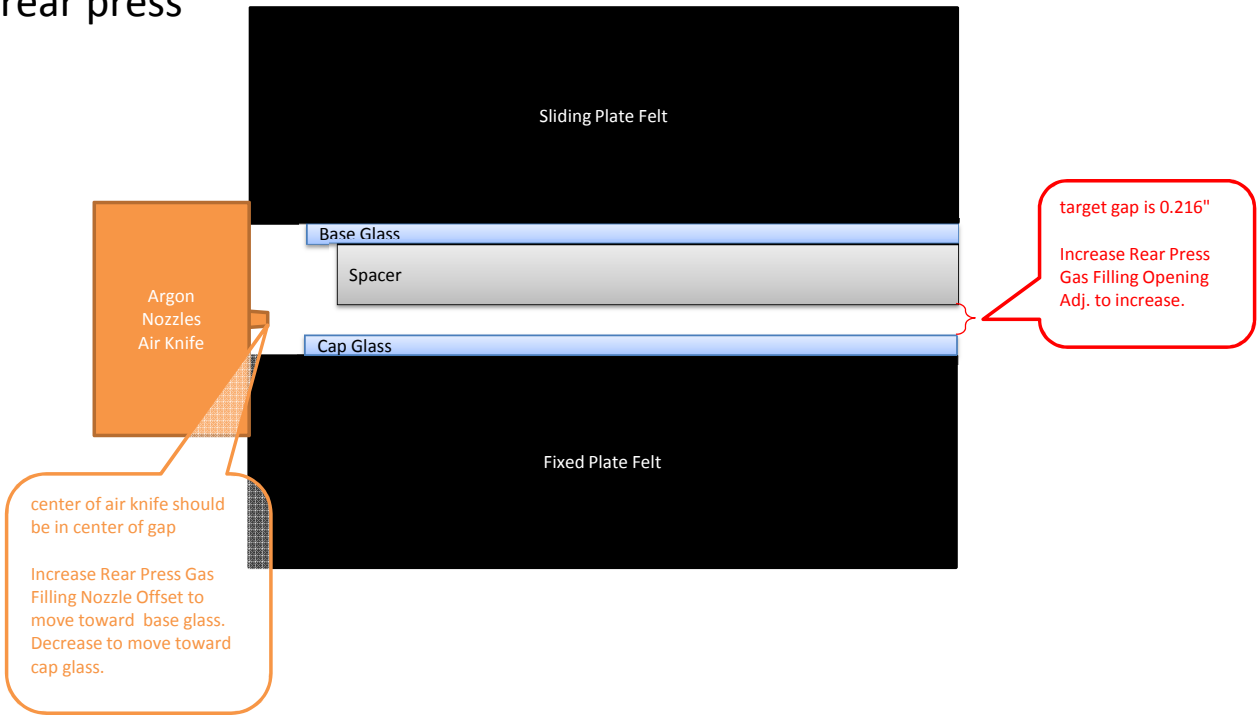 rear press
Sliding Plate Felt
Base Glass
Spacer
Argon
Nozzles
Air Knife
Cap Glass
Fixed Plate Felt
target gap is 0.216"
Increase Rear Press
Gas Filling Opening
Adj. to increase.
center of air knife should
be in center of gap
Increase Rear Press Gas
Filling Nozzle Offset to
move toward  base glass.
Decrease to move toward
cap glass.